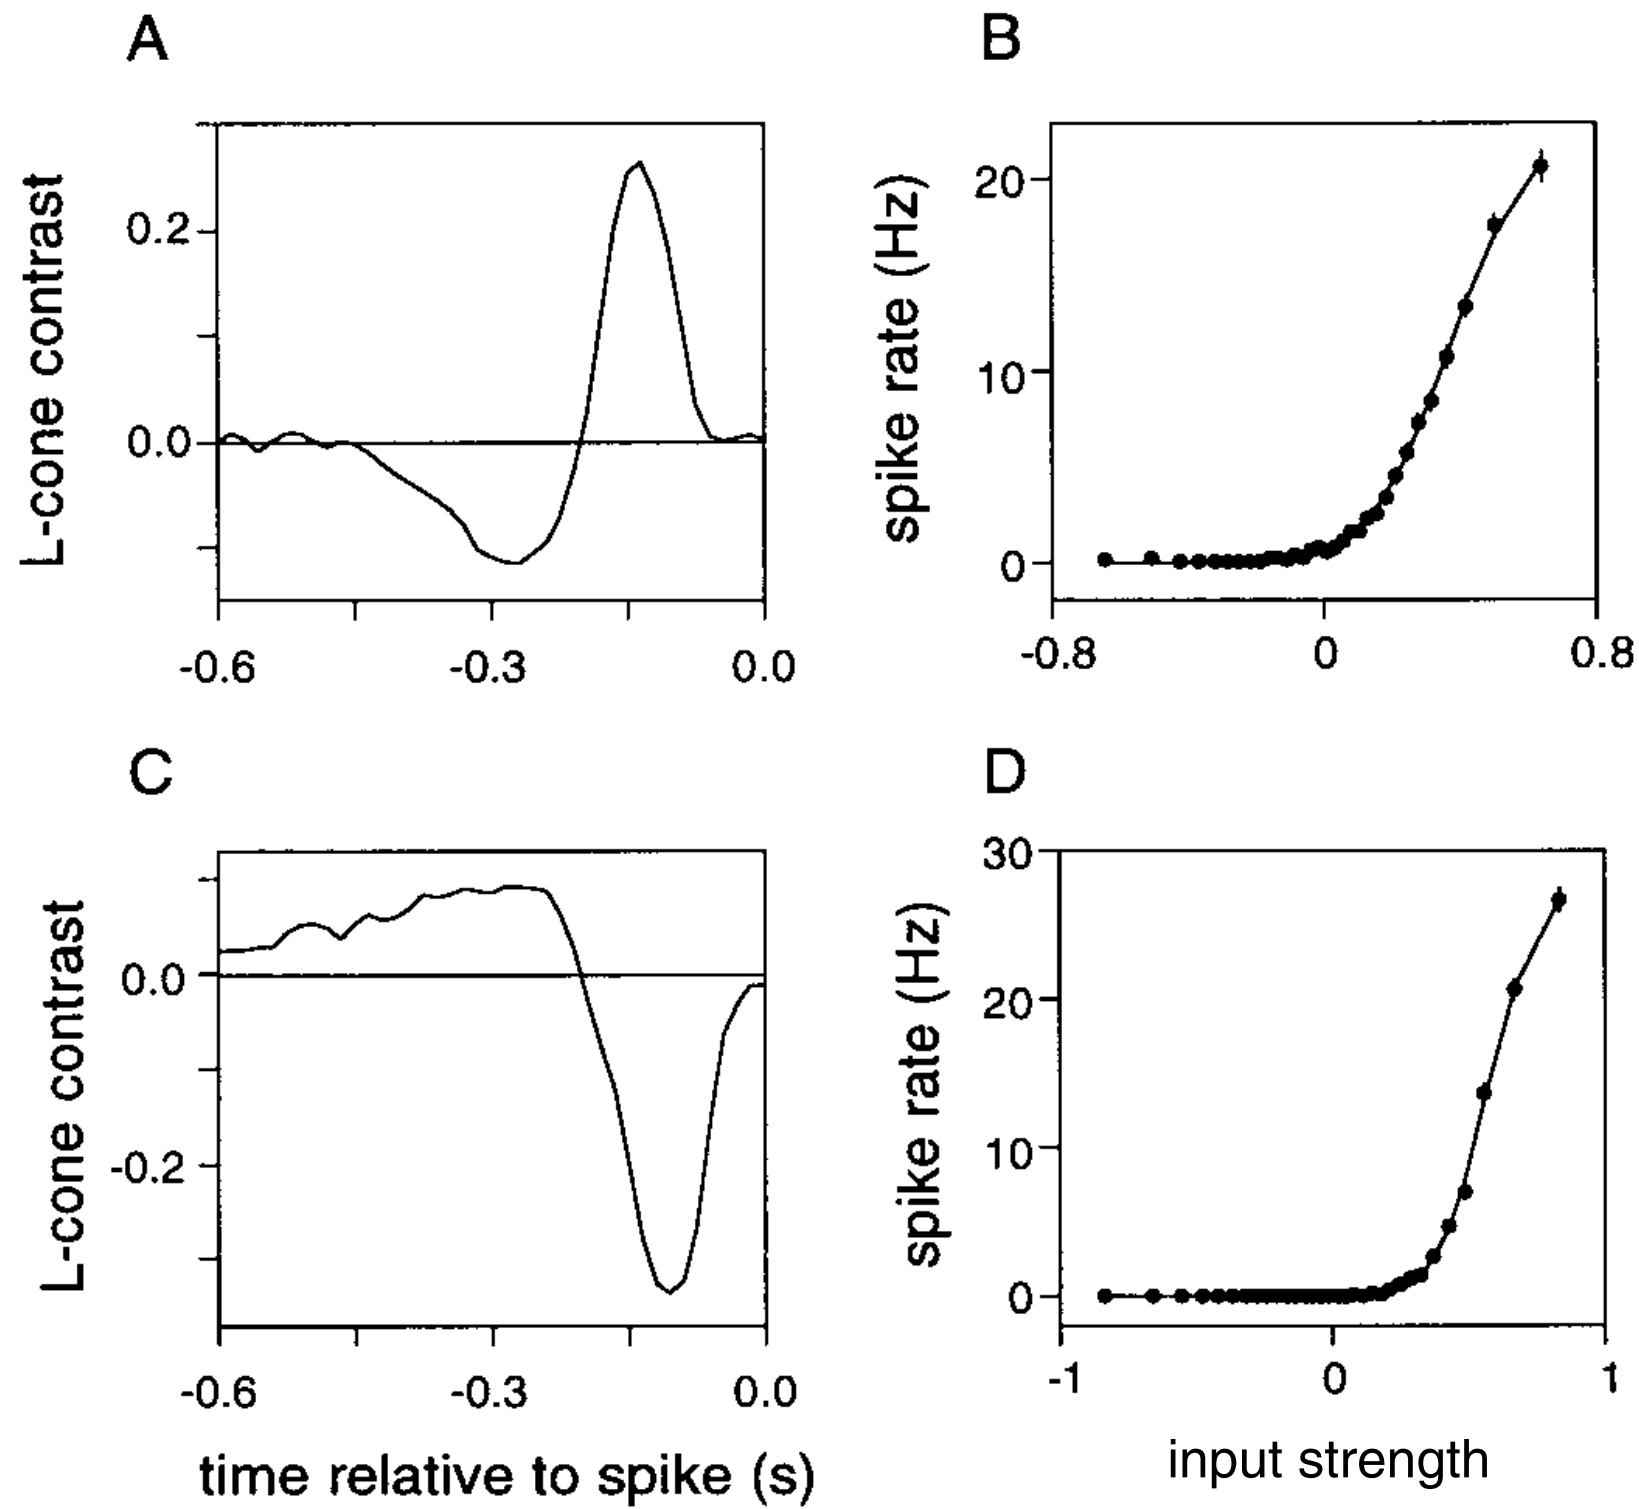 A
B
L-cone contrast
0.2
0.0
-0.6
-0.3
0.0
spike rate (Hz)
20
10
0
-0.8
0
0.8
C
D
L-cone contrast
0.0
-0.2
-0.6
-0.3
0.0
time relative to spike (s)
spike rate (Hz)
30
20
10
0
-1
0
1
input strength